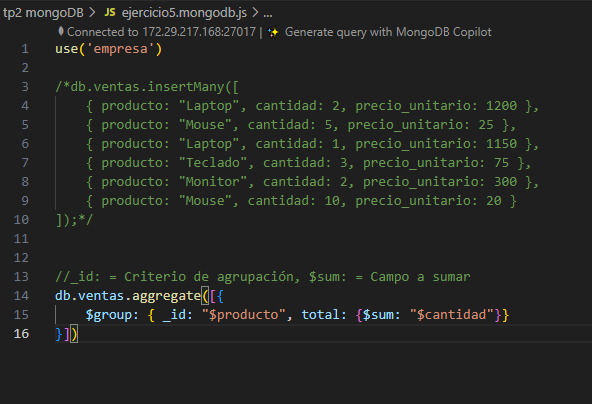 tp2 mongoDB > JS ejercicio5.mongodb.js > ...
Connected to 172.29.217.168:27017 | ✨ Generate query with MongoDB Copilot
1 use('empresa')
2
3 /*db.ventas.insertMany([
4     { producto: "Laptop", cantidad: 2, precio_unitario: 1200 },
5     { producto: "Mouse", cantidad: 5, precio_unitario: 25 },
6     { producto: "Laptop", cantidad: 1, precio_unitario: 1150 },
7     { producto: "Teclado", cantidad: 3, precio_unitario: 75 },
8     { producto: "Monitor", cantidad: 2, precio_unitario: 300 },
9     { producto: "Mouse", cantidad: 10, precio_unitario: 20 }
10 ]);*/
11
12
13 //_id: = Criterio de agrupación, $sum: = Campo a sumar
14 db.ventas.aggregate([{
15     $group: { _id: "$producto", total: {$sum: "$cantidad"}}
16 }])